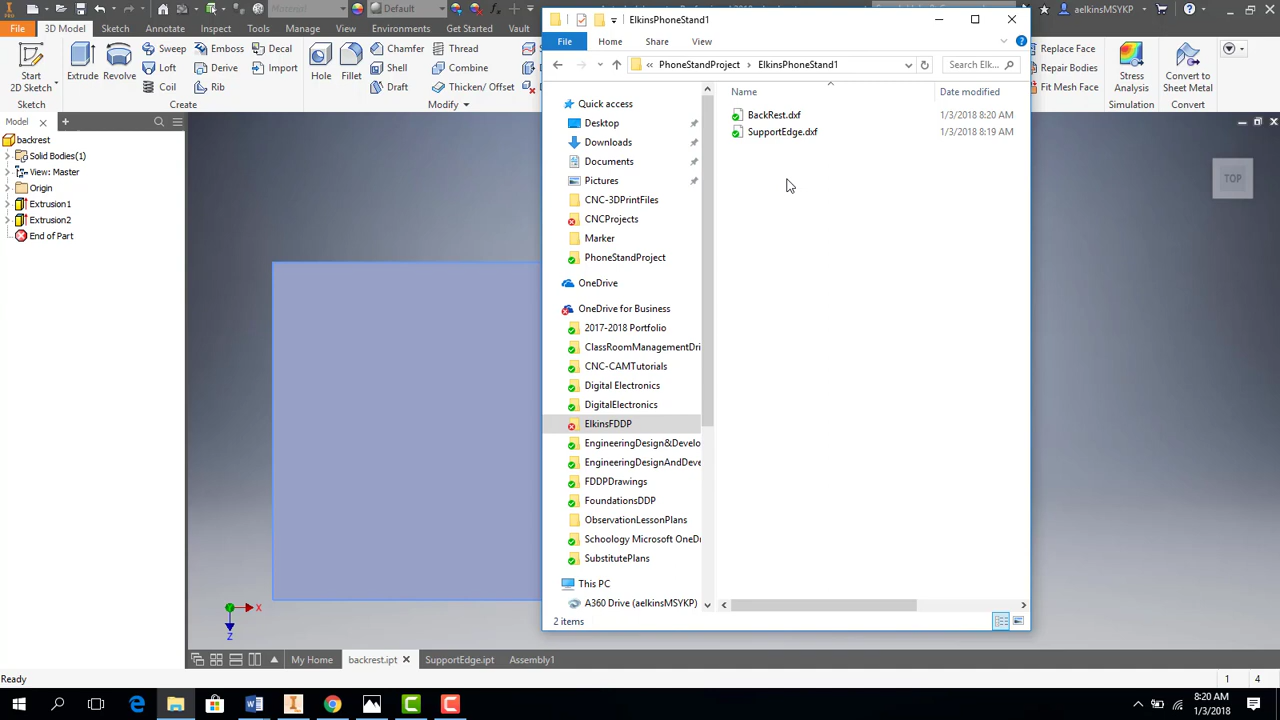 Material
Default
ElkinsPhoneStand1
aelkinsMSYKP
File
3D Model
Sketch
Annotate
Inspect
Tools
Manage
View
Environments
Get Started
Vault
File
Home
Share
View
Start
2D Sketch
Extrude
Revolve
Sweep
Loft
Coil
Emboss
Derive
Rib
Decal
Import
Create
Hole
Fillet
Chamfer
Shell
Draft
Thread
Combine
Thicken/ Offset
Modify
Replace Face
Repair Bodies
Fit Mesh Face
Stress
Analysis
Simulation
Convert to
Sheet Metal
Convert
« PhoneStandProject > ElkinsPhoneStand1
Search Elk...
Name
Date modified
BackRest.dxf 1/3/2018 8:20 AM
SupportEdge.dxf 1/3/2018 8:19 AM
Quick access
Desktop
Downloads
Documents
Pictures
CNC-3DPrintFiles
CNCProjects
Marker
PhoneStandProject
OneDrive
OneDrive for Business
2017-2018 Portfolio
ClassRoomManagementDri
CNC-CAMTutorials
Digital Electronics
DigitalElectronics
ElkinsFDDP
EngineeringDesign&Develo
EngineeringDesignAndDeve
FDDPDrawings
FoundationsDDP
ObservationLessonPlans
Schoology Microsoft OneDr
SubstitutePlans
This PC
A360 Drive (aelkinsMSYKP)
2 items
Model
backrest
Solid Bodies(1)
View: Master
Origin
Extrusion1
Extrusion2
End of Part
TOP
X
Z
My Home
backrest.ipt
SupportEdge.ipt
Assembly1
Ready
1
4
8:20 AM
1/3/2018